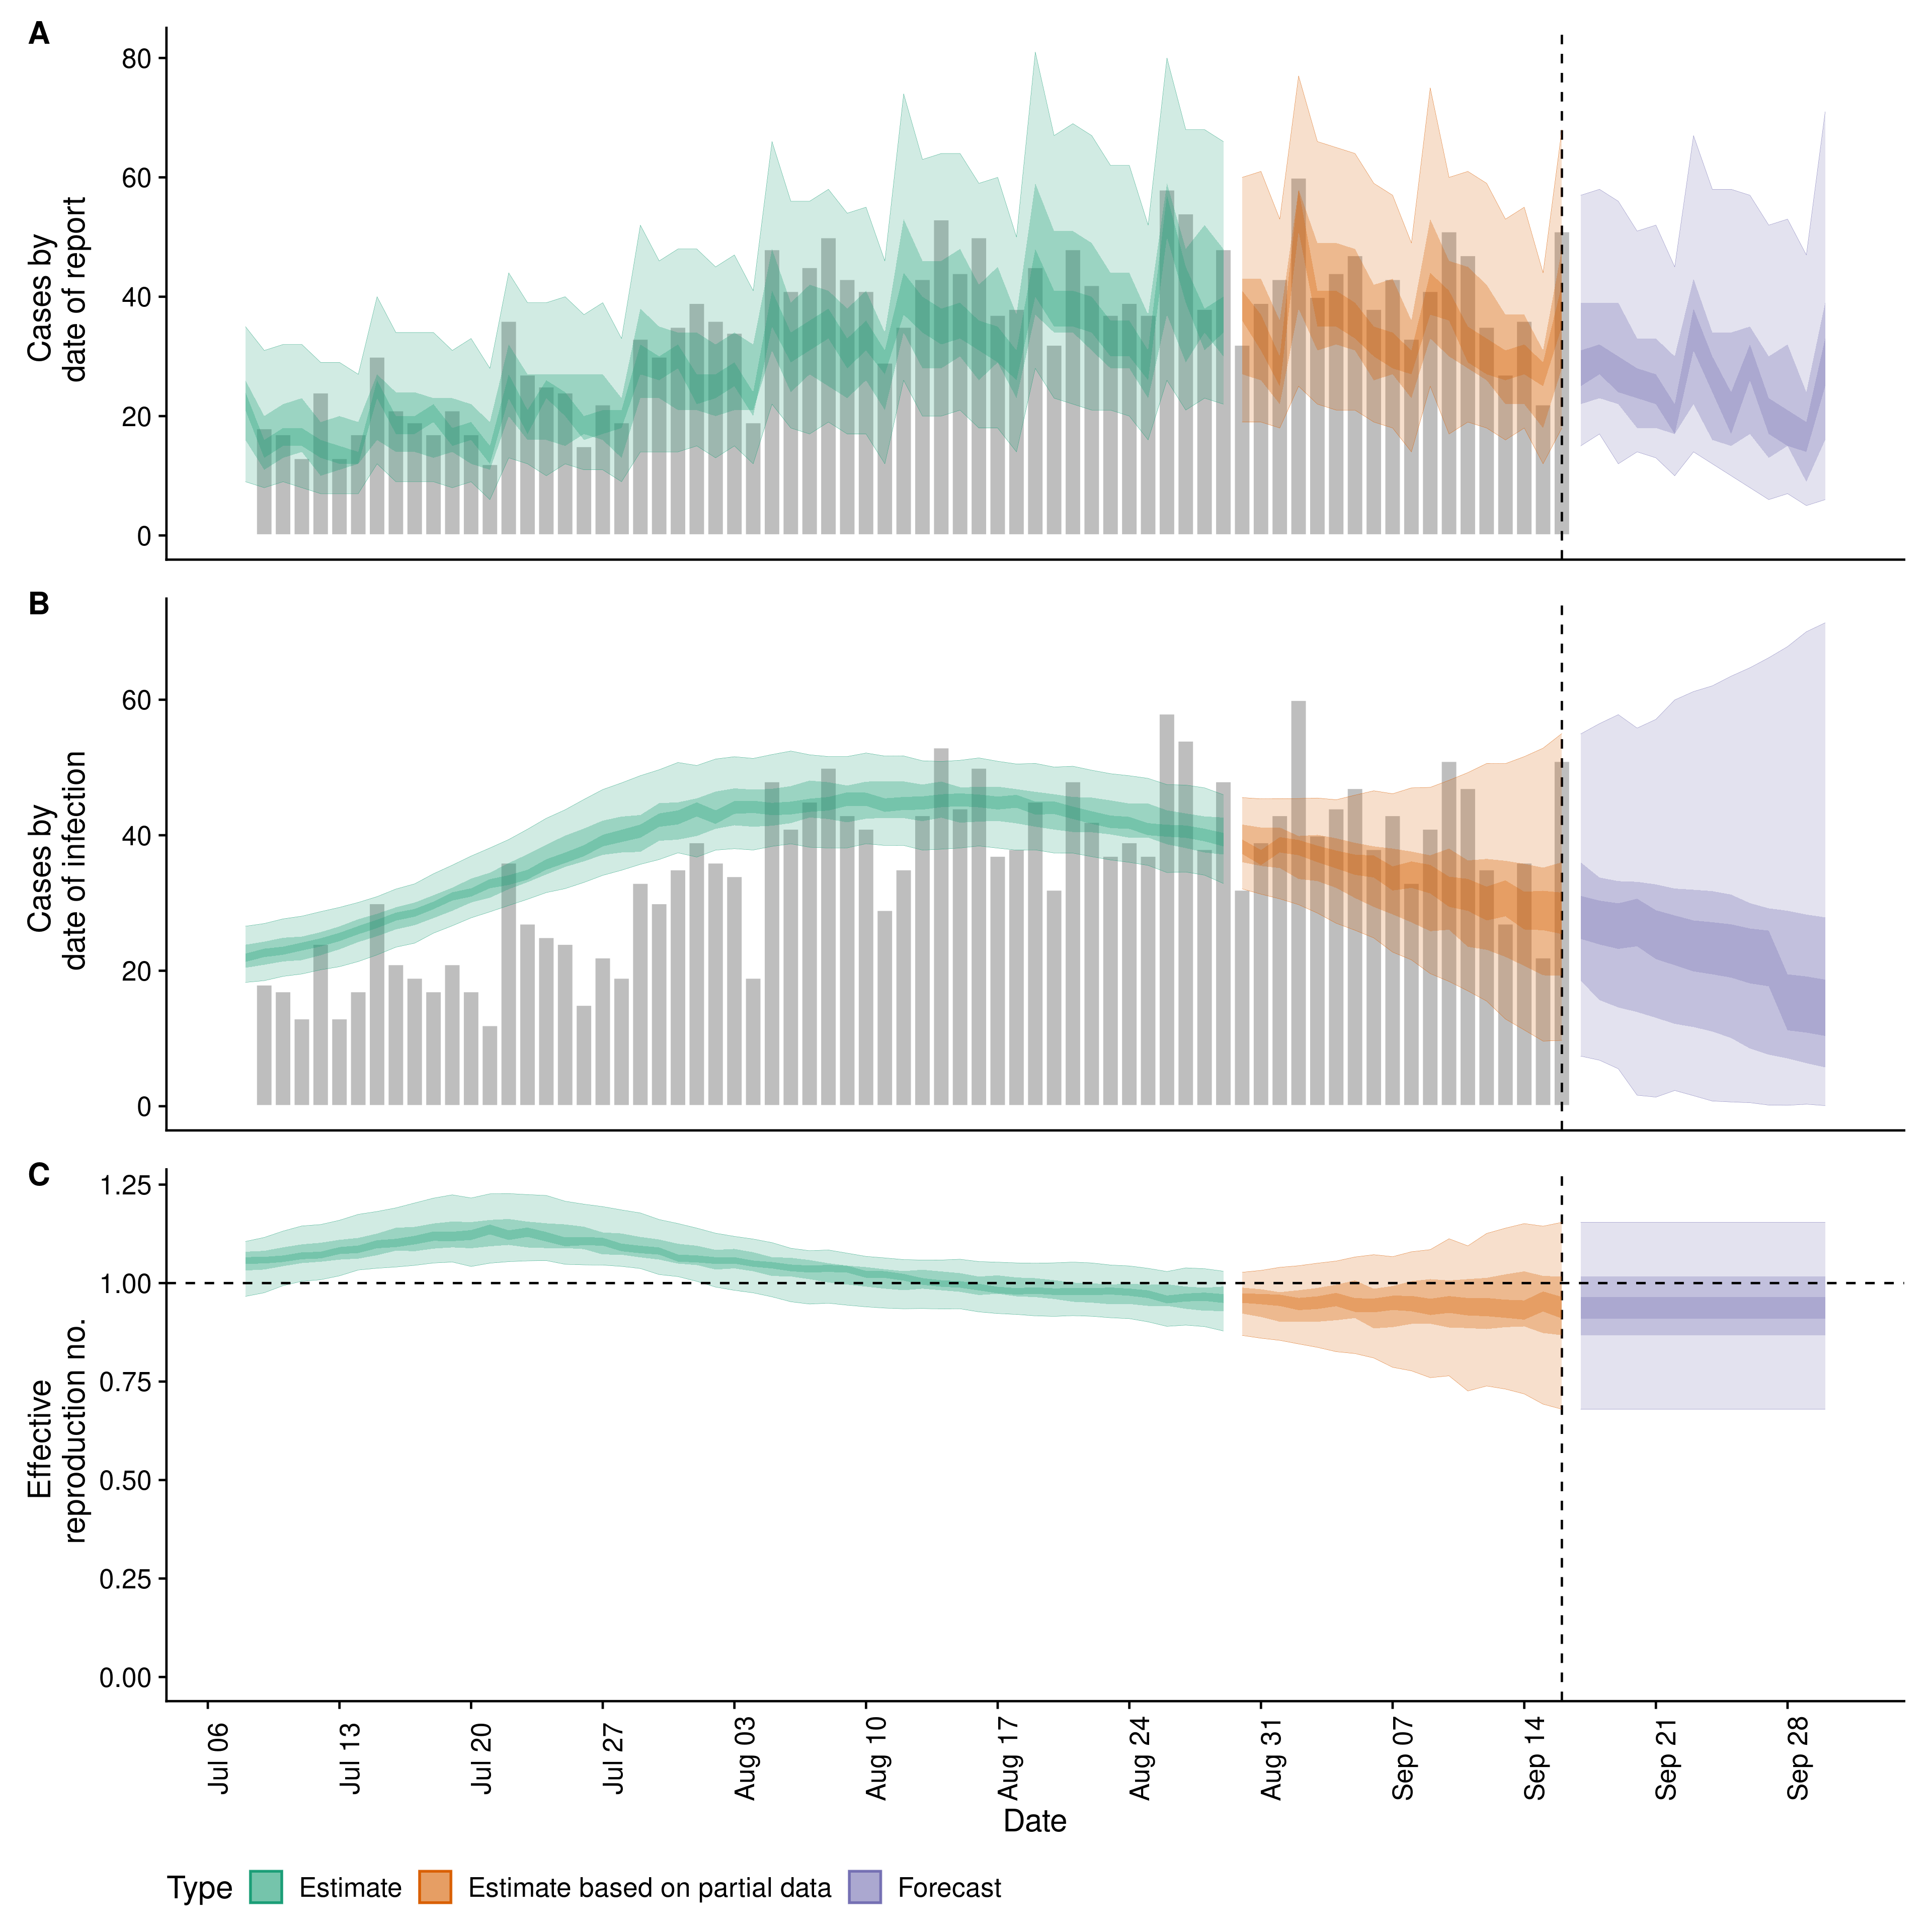 A
Cases by
date of report
80
60
40
20
0
B
Cases by
date of infection
60
40
20
0
C
Effective
reproduction no.
1.25
1.00
0.75
0.50
0.25
0.00
Jul 06
Jul 13
Jul 20
Jul 27
Aug 03
Aug 10
Aug 17
Aug 24
Aug 31
Sep 07
Sep 14
Sep 21
Sep 28
Date
Type Estimate Estimate based on partial data Forecast